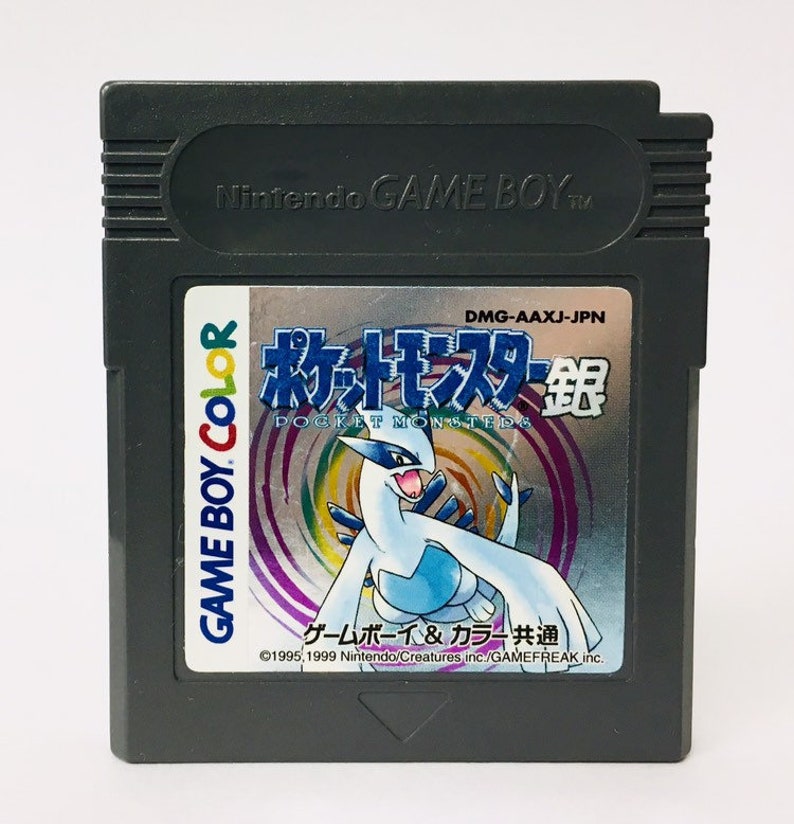 Nintendo GAME BOY TM
GAME BOY COLOR
DMG-AAXJ-JPN
ポケットモンスター銀
®
POCKET MONSTERS
ゲームボーイ & カラー共通
©1995,1999 Nintendo/Creatures inc./GAMEFREAK inc.